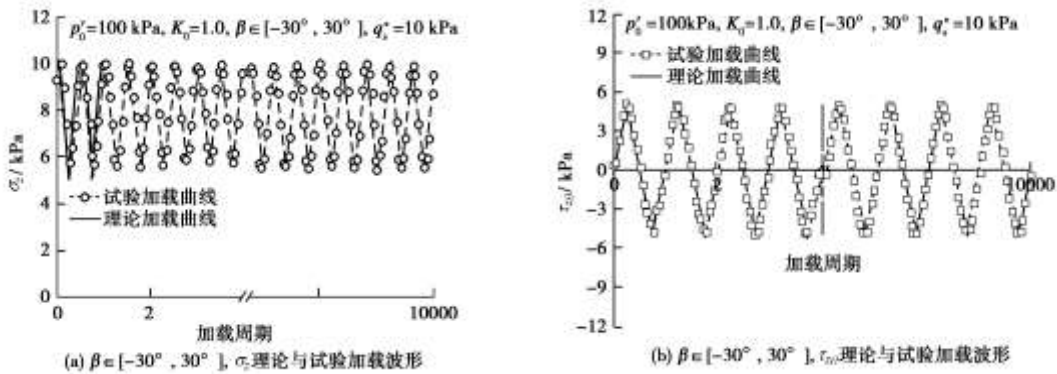 p′₀=100 kPa, K₀=1.0, β∈[−30°, 30°], qₛ*=10 kPa
12
10
8
6
4
2
0
σz/ kPa
试验加载曲线
理论加载曲线
0
2
10000
加载周期
(a) β∈[−30°, 30°], σz理论与试验加载波形
p′₀=100kPa, K₀=1.0, β∈[−30°, 30°], qₛ*=10 kPa
12
9
6
3
0
−3
−6
−9
−12
τzθ/ kPa
试验加载曲线
理论加载曲线
0
2
10000
加载周期
(b) β∈[−30°, 30°], τzθ理论与试验加载波形